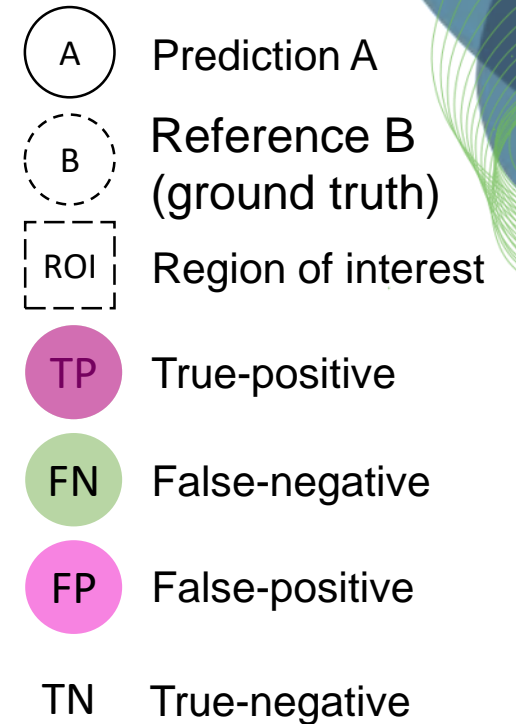 A Prediction A
B Reference B
(ground truth)
ROI Region of interest
TP True-positive
FN False-negative
FP False-positive
TN True-negative